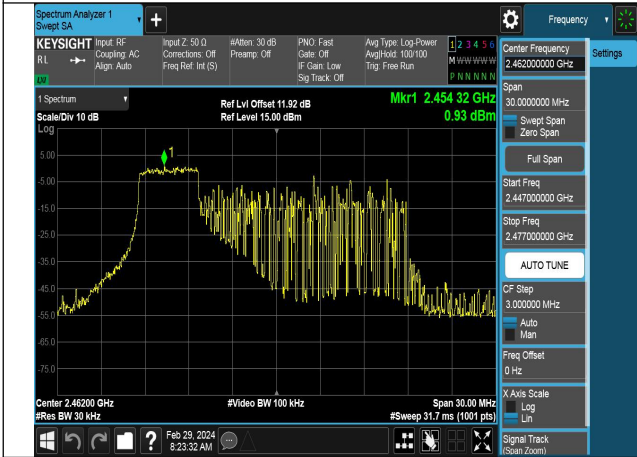 Spectrum Analyzer 1
Swept SA
Frequency
KEYSIGHT
RL
Input: RF
Coupling: AC
Align: Auto
Input Z: 50 Ω
Corrections: Off
Freq Ref: Int (S)
#Atten: 30 dB
Preamp: Off
PNO: Fast
Gate: Off
IF Gain: Low
Sig Track: Off
Avg Type: Log-Power
Avg|Hold: 100/100
Trig: Free Run
1 2 3 4 5 6
M W W W W W
P N N N N N
1 Spectrum
Scale/Div 10 dB
Ref Lvl Offset 11.92 dB
Ref Level 15.00 dBm
Mkr1 2.454 32 GHz
0.93 dBm
Log
1
5.00
-5.00
-15.0
-25.0
-35.0
-45.0
-55.0
-65.0
-75.0
Center 2.46200 GHz
#Res BW 30 kHz
#Video BW 100 kHz
Span 30.00 MHz
#Sweep 31.7 ms (1001 pts)
Feb 29, 2024
8:23:32 AM
Center Frequency
2.462000000 GHz
Settings
Span
30.0000000 MHz
Swept Span
Zero Span
Full Span
Start Freq
2.447000000 GHz
Stop Freq
2.477000000 GHz
AUTO TUNE
CF Step
3.000000 MHz
Auto
Man
Freq Offset
0 Hz
X Axis Scale
Log
Lin
Signal Track
(Span Zoom)